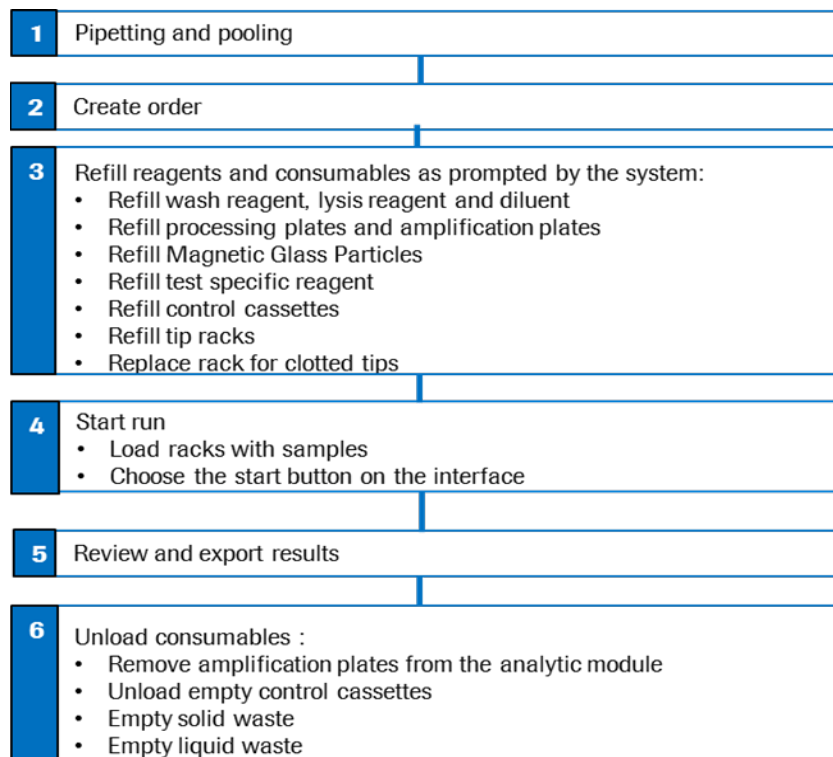 1 Pipetting and pooling
2 Create order
3 Refill reagents and consumables as prompted by the system:
• Refill wash reagent, lysis reagent and diluent
• Refill processing plates and amplification plates
• Refill Magnetic Glass Particles
• Refill test specific reagent
• Refill control cassettes
• Refill tip racks
• Replace rack for clotted tips
4 Start run
• Load racks with samples
• Choose the start button on the interface
5 Review and export results
6 Unload consumables :
• Remove amplification plates from the analytic module
• Unload empty control cassettes
• Empty solid waste
• Empty liquid waste